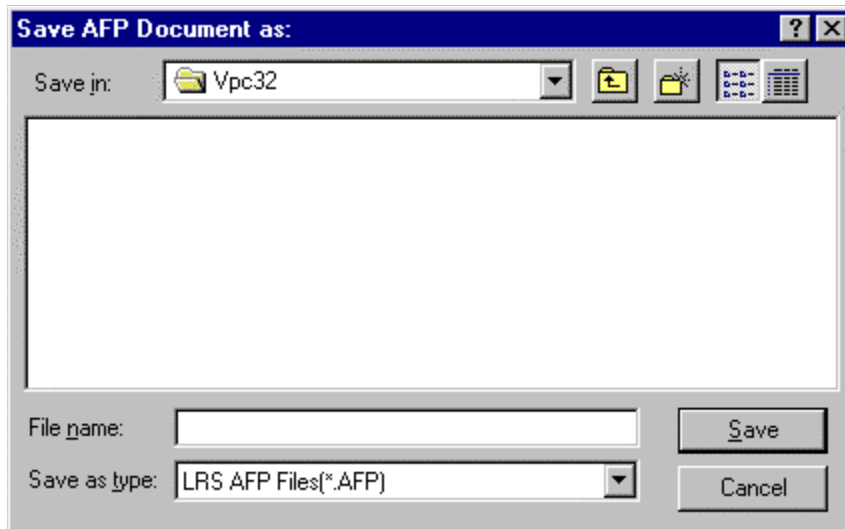 Save AFP Document as:
Save in: Vpc32
File name:
Save
Save as type: LRS AFP Files(*.AFP)
Cancel